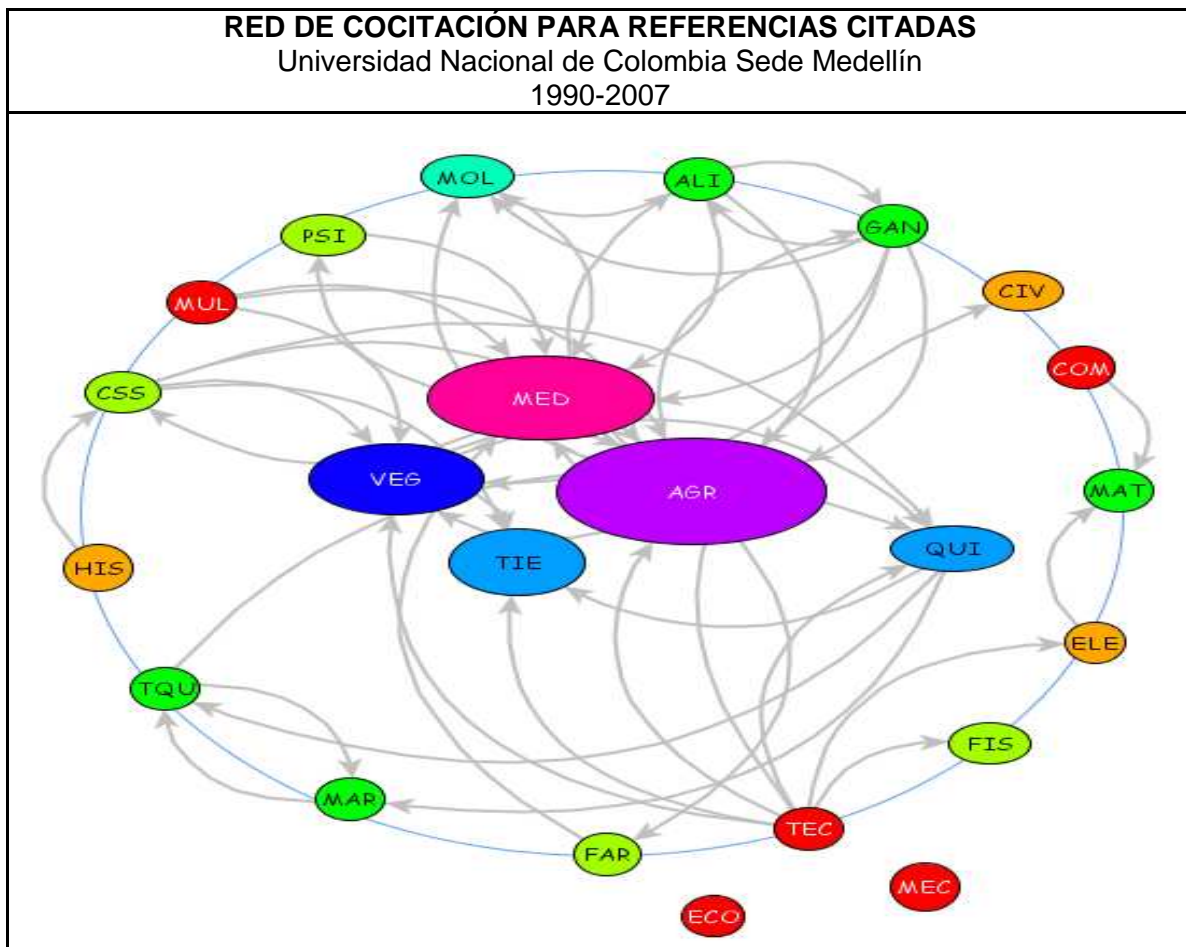 RED DE COCITACIÓN PARA REFERENCIAS CITADAS
Universidad Nacional de Colombia Sede Medellín
1990-2007
MOL
ALI
PSI
GAN
MUL
CIV
COM
CSS
MED
VEG
AGR
MAT
TIE
QUI
HIS
ELE
TQU
FIS
MAR
TEC
FAR
MEC
ECO